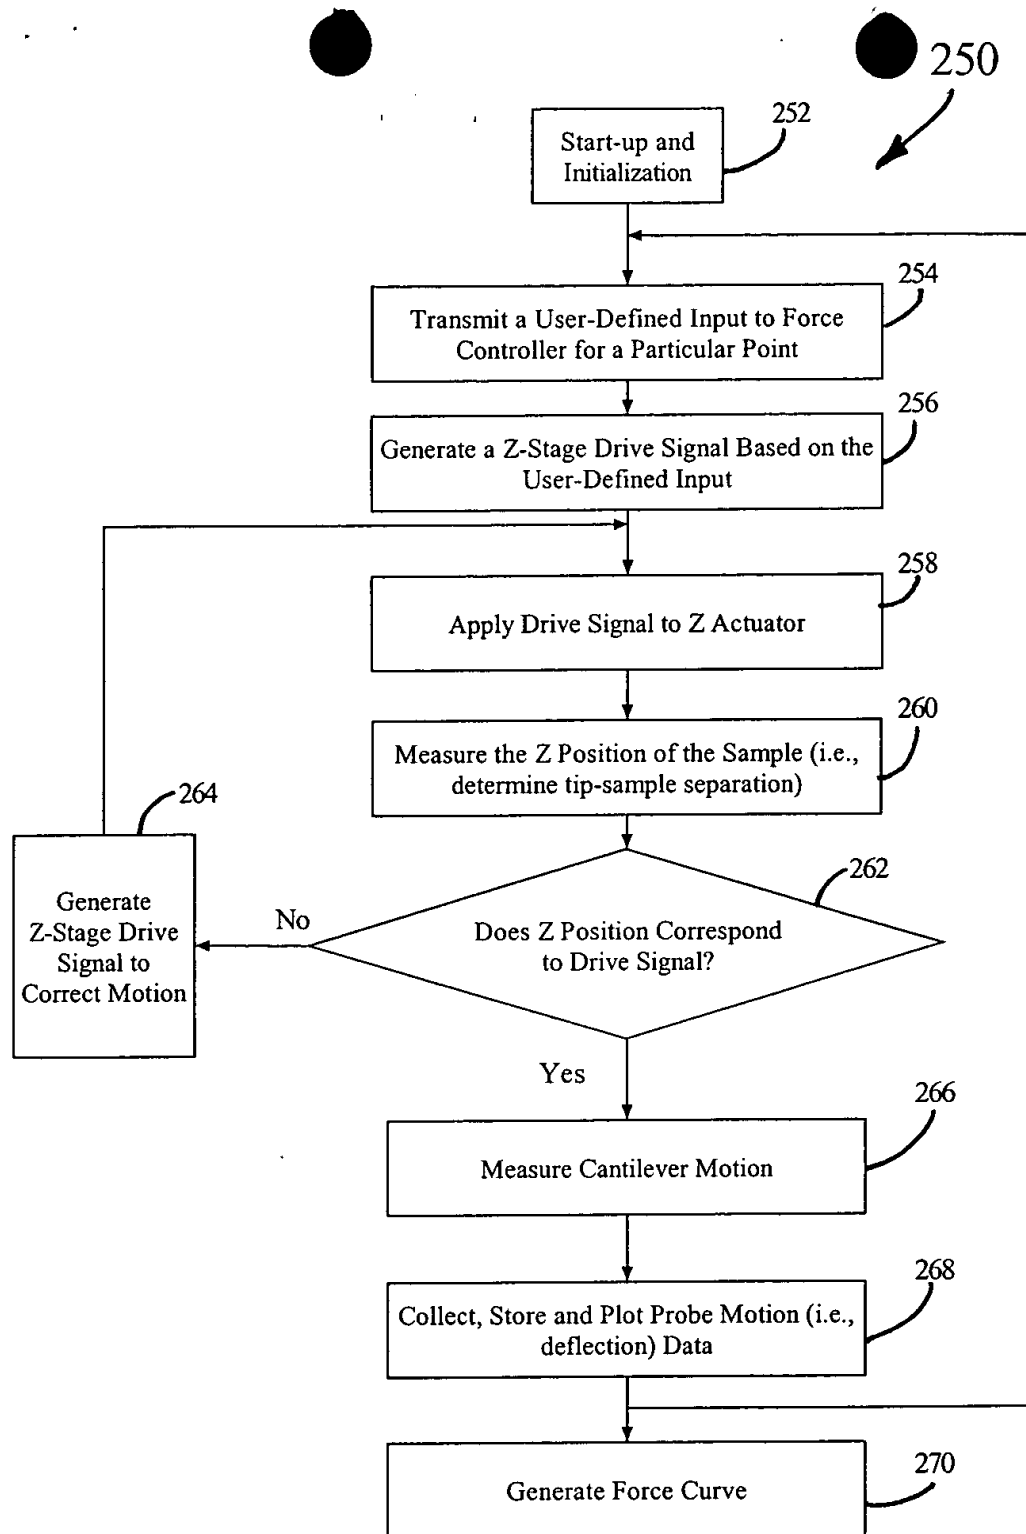 250
252
Start-up and
Initialization
254
Transmit a User-Defined Input to Force
Controller for a Particular Point
256
Generate a Z-Stage Drive Signal Based on the
User-Defined Input
258
Apply Drive Signal to Z Actuator
260
Measure the Z Position of the Sample (i.e.,
determine tip-sample separation)
264
Generate
Z-Stage Drive
Signal to
Correct Motion
No
262
Does Z Position Correspond
to Drive Signal?
Yes
266
Measure Cantilever Motion
268
Collect, Store and Plot Probe Motion (i.e.,
deflection) Data
270
Generate Force Curve